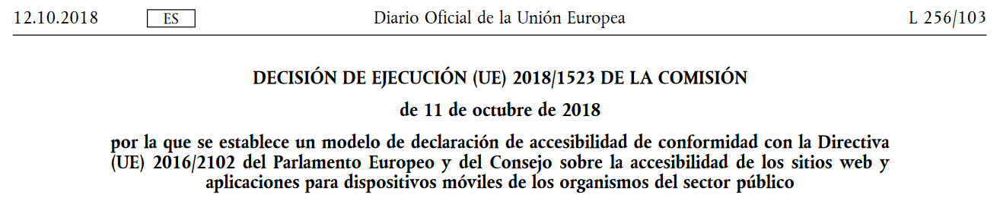 12.10.2018 ES Diario Oficial de la Unión Europea L 256/103
DECISIÓN DE EJECUCIÓN (UE) 2018/1523 DE LA COMISIÓN
de 11 de octubre de 2018
por la que se establece un modelo de declaración de accesibilidad de conformidad con la Directiva
(UE) 2016/2102 del Parlamento Europeo y del Consejo sobre la accesibilidad de los sitios web y
aplicaciones para dispositivos móviles de los organismos del sector público